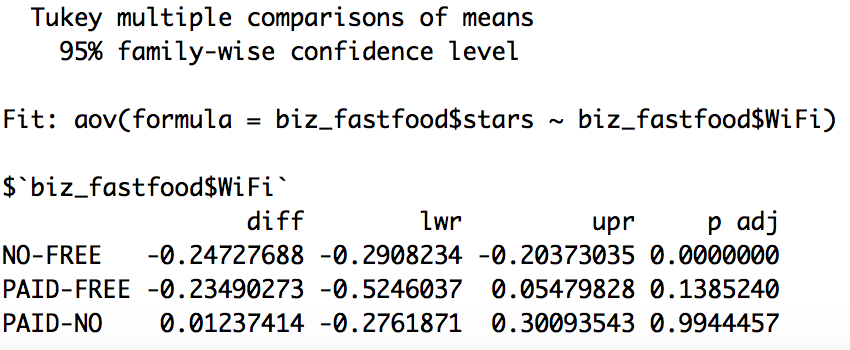 Tukey multiple comparisons of means
95% family-wise confidence level
Fit: aov(formula = biz_fastfood$stars ~ biz_fastfood$WiFi)
$`biz_fastfood$WiFi`
diff lwr upr p adj
NO-FREE -0.24727688 -0.2908234 -0.20373035 0.0000000
PAID-FREE -0.23490273 -0.5246037 0.05479828 0.1385240
PAID-NO 0.01237414 -0.2761871 0.30093543 0.9944457